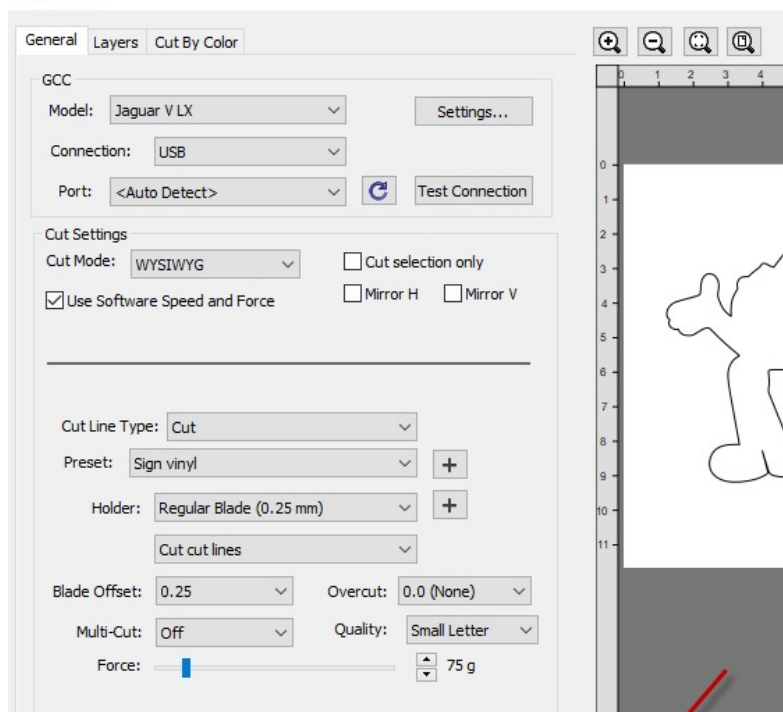 General Layers Cut By Color
GCC
Model: Jaguar V LX Settings...
Connection: USB
Port: <Auto Detect> Test Connection
Cut Settings
Cut Mode: WYSIWYG Cut selection only
Use Software Speed and Force Mirror H Mirror V
Cut Line Type: Cut
Preset: Sign vinyl +
Holder: Regular Blade (0.25 mm) +
Cut cut lines
Blade Offset: 0.25 Overcut: 0.0 (None)
Multi-Cut: Off Quality: Small Letter
Force: 75 g
0 1 2 3 4
0
1
2
3
4
5
6
7
8
9
10
11